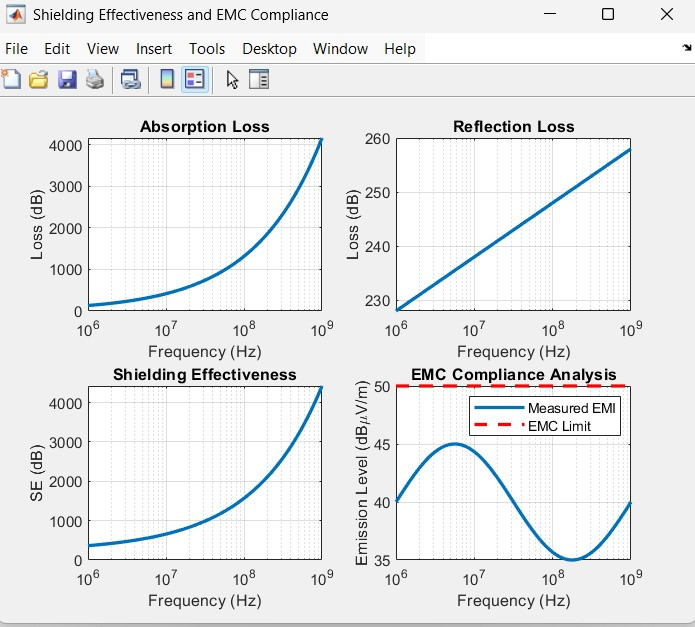 Shielding Effectiveness and EMC Compliance
File Edit View Insert Tools Desktop Window Help
Absorption Loss
4000
3000
2000
1000
0
Loss (dB)
10^6 10^7 10^8 10^9
Frequency (Hz)
Reflection Loss
260
250
240
230
Loss (dB)
10^6 10^7 10^8 10^9
Frequency (Hz)
Shielding Effectiveness
4000
3000
2000
1000
0
SE (dB)
10^6 10^7 10^8 10^9
Frequency (Hz)
EMC Compliance Analysis
50
45
40
35
Emission Level (dBμV/m)
Measured EMI
EMC Limit
10^6 10^7 10^8 10^9
Frequency (Hz)